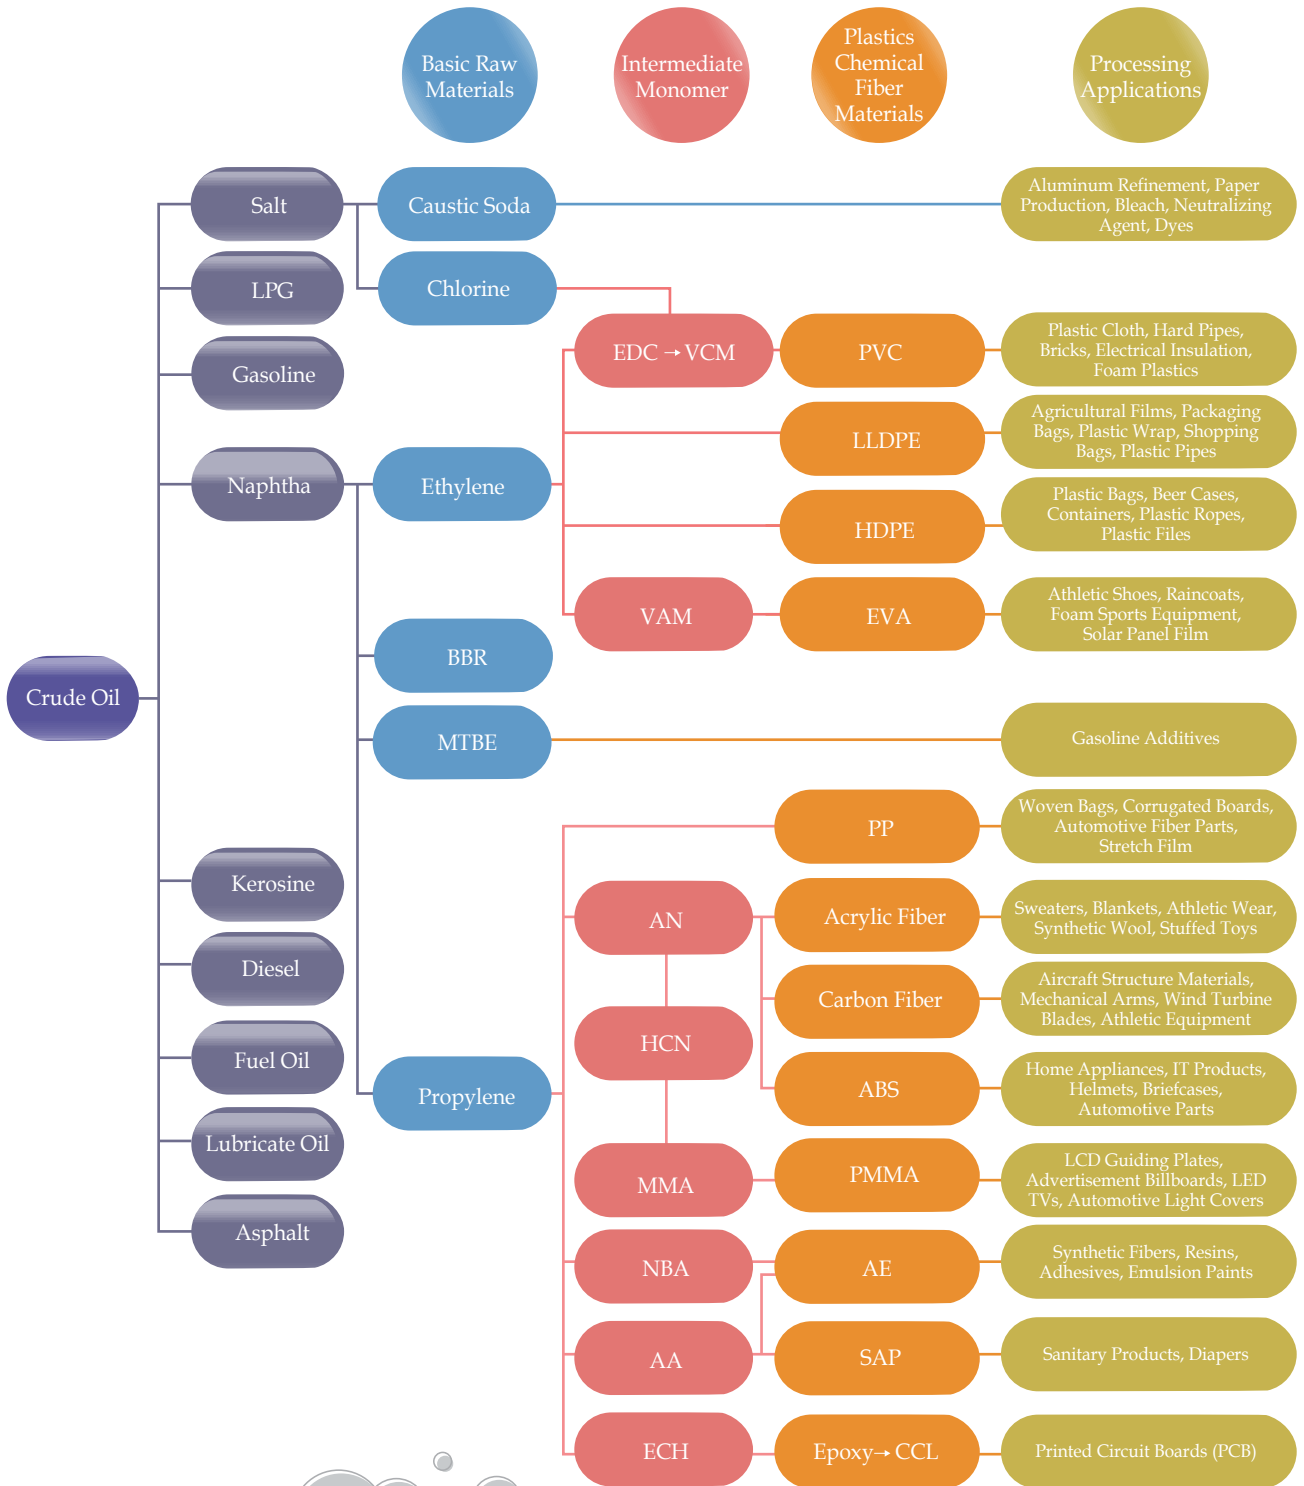 Basic Raw
Materials
Intermediate
Monomer
Plastics
Chemical
Fiber
Materials
Processing
Applications
Salt
Caustic Soda
Aluminum Refinement, Paper
Production, Bleach, Neutralizing
Agent, Dyes
LPG
Chlorine
EDC → VCM
PVC
Plastic Cloth, Hard Pipes,
Bricks, Electrical Insulation,
Foam Plastics
Gasoline
LLDPE
Agricultural Films, Packaging
Bags, Plastic Wrap, Shopping
Bags, Plastic Pipes
Naphtha
Ethylene
HDPE
Plastic Bags, Beer Cases,
Containers, Plastic Ropes,
Plastic Files
VAM
EVA
Athletic Shoes, Raincoats,
Foam Sports Equipment,
Solar Panel Film
BBR
Crude Oil
MTBE
Gasoline Additives
PP
Woven Bags, Corrugated Boards,
Automotive Fiber Parts,
Stretch Film
Kerosine
AN
Acrylic Fiber
Sweaters, Blankets, Athletic Wear,
Synthetic Wool, Stuffed Toys
Diesel
Carbon Fiber
Aircraft Structure Materials,
Mechanical Arms, Wind Turbine
Blades, Athletic Equipment
Fuel Oil
HCN
Propylene
ABS
Home Appliances, IT Products,
Helmets, Briefcases,
Automotive Parts
Lubricate Oil
MMA
PMMA
LCD Guiding Plates,
Advertisement Billboards, LED
TVs, Automotive Light Covers
Asphalt
NBA
AE
Synthetic Fibers, Resins,
Adhesives, Emulsion Paints
AA
SAP
Sanitary Products, Diapers
ECH
Epoxy→ CCL
Printed Circuit Boards (PCB)